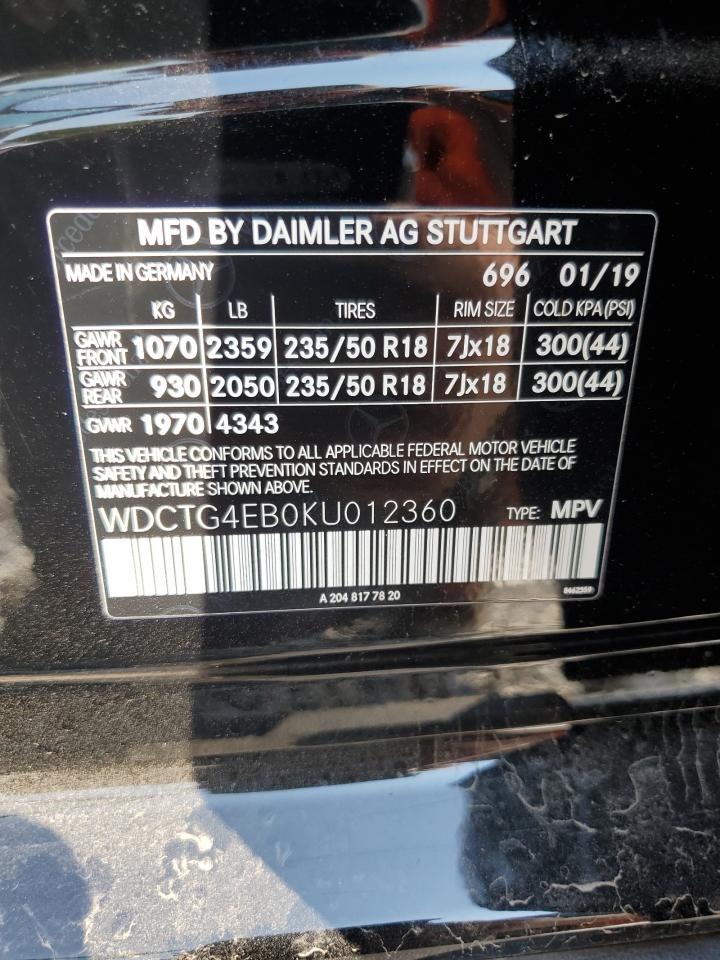 MFD BY DAIMLER AG STUTTGART
MADE IN GERMANY 696 01/19
KG LB TIRES RIM SIZE COLD KPA (PSI)
GAWR FRONT 1070 2359 235/50 R18 7Jx18 300(44)
GAWR REAR 930 2050 235/50 R18 7Jx18 300(44)
GVWR 1970 4343
THIS VEHICLE CONFORMS TO ALL APPLICABLE FEDERAL MOTOR VEHICLE
SAFETY AND THEFT PREVENTION STANDARDS IN EFFECT ON THE DATE OF
MANUFACTURE SHOWN ABOVE.
WDCTG4EB0KU012360 TYPE: MPV
A 204 817 78 20